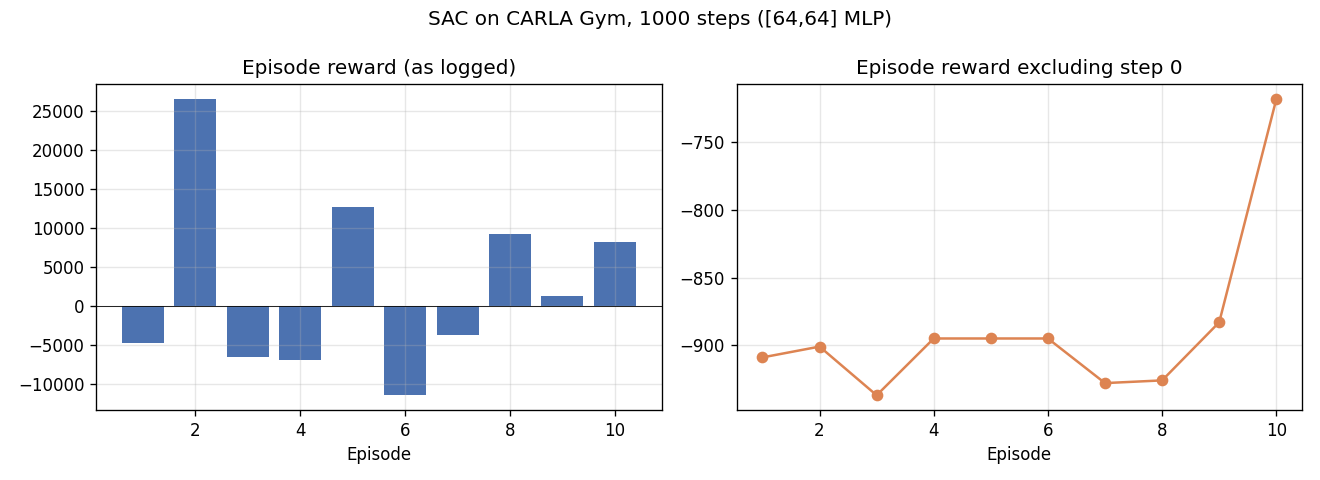 SAC on CARLA Gym, 1000 steps ([64,64] MLP)
Episode reward (as logged)
25000
20000
15000
10000
5000
0
−5000
−10000
2 4 6 8 10
Episode
Episode reward excluding step 0
−750
−800
−850
−900
2 4 6 8 10
Episode